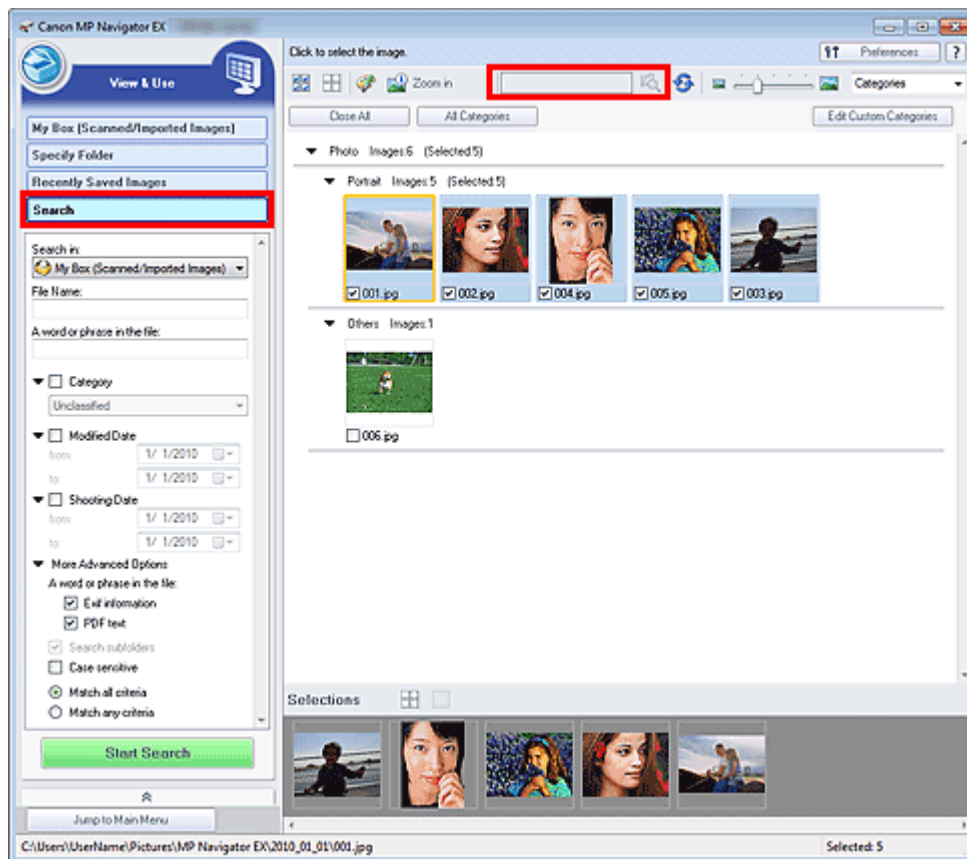 Canon MP Navigator EX
View & Use
My Box (Scanned/Imported Images)
Specify Folder
Recently Saved Images
Search
Search in:
My Box (Scanned/Imported Images)
File Name:
A word or phrase in the file:
Category
Unclassified
Modified Date
from: 1/ 1/2010
to: 1/ 1/2010
Shooting Date
from: 1/ 1/2010
to: 1/ 1/2010
More Advanced Options
A word or phrase in the file:
Exif information
PDF text
Search subfolders
Case sensitive
Match all criteria
Match any criteria
Start Search
Jump to Main Menu
Click to select the image.
Preferences ?
Zoom in
Categories
Close All All Categories Edit Custom Categories
Photo Images:6 (Selected:5)
Portrait Images:5 (Selected:5)
001.jpg 002.jpg 004.jpg 005.jpg 003.jpg
Others Images:1
006.jpg
Selections
C:\Users\UserName\Pictures\MP Navigator EX\2010_01_01\001.jpg Selected: 5